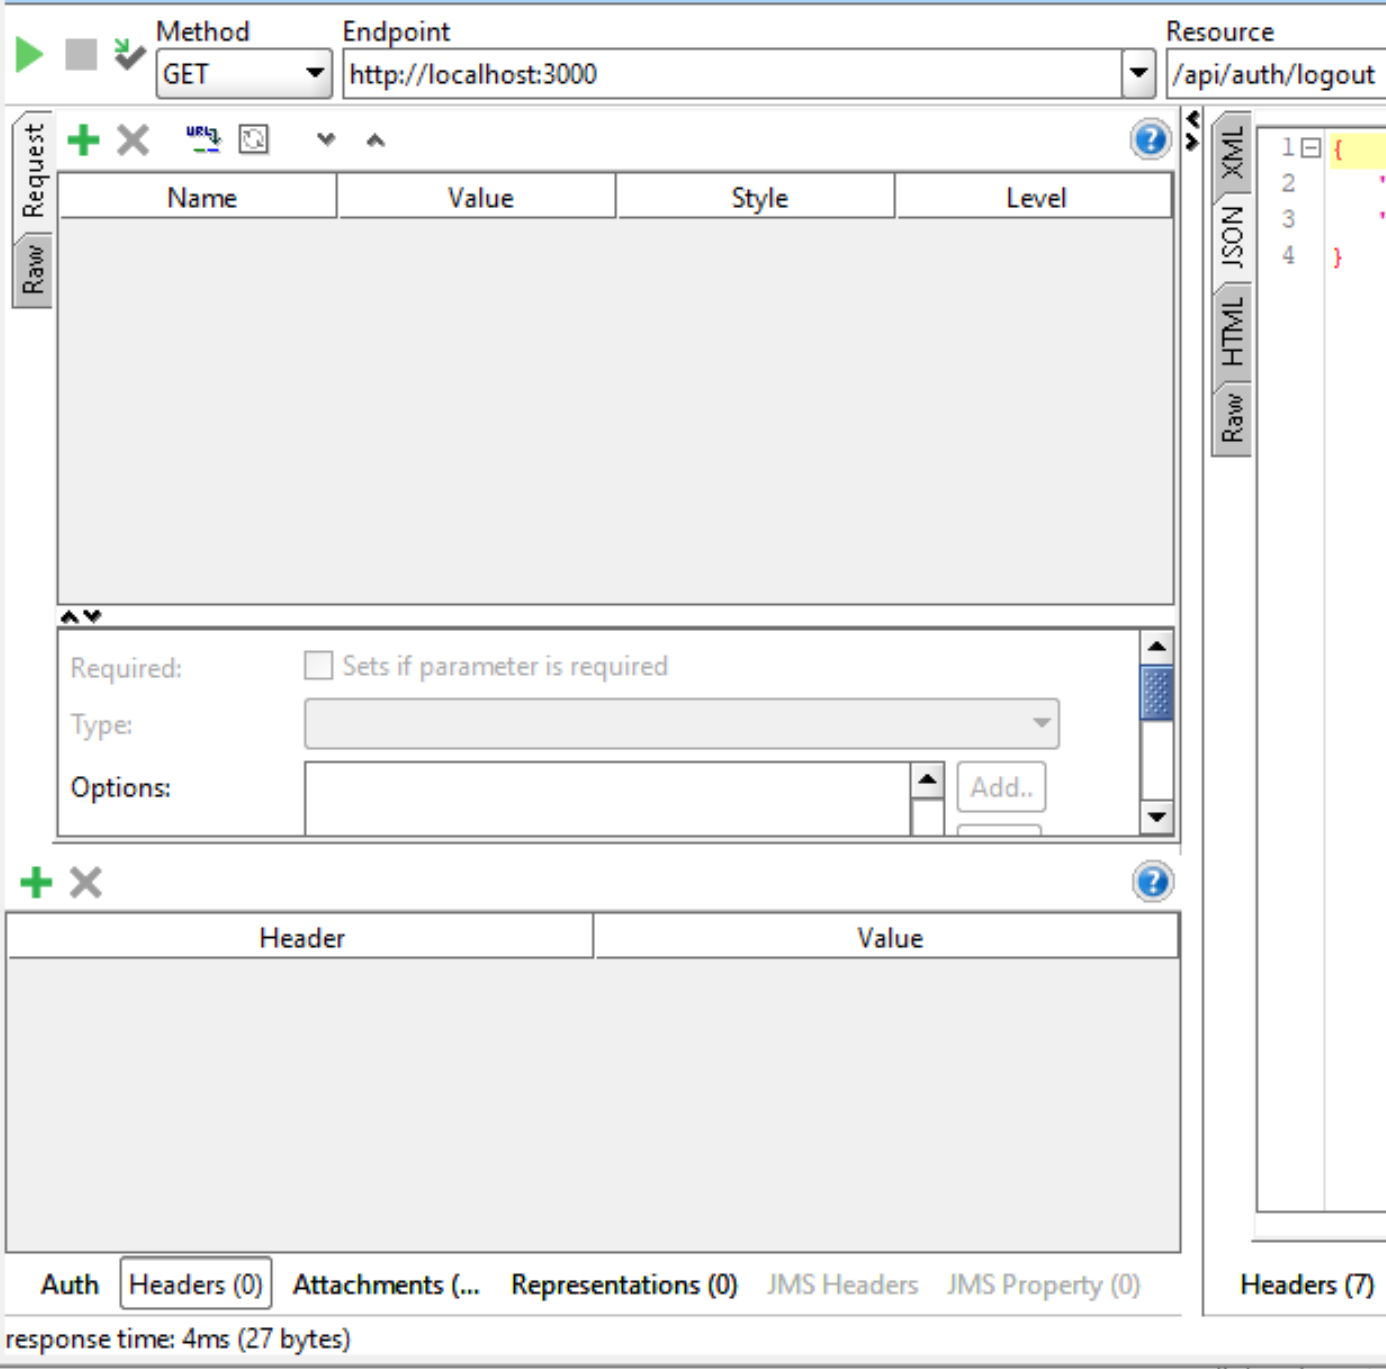 Method Endpoint Resource
GET http://localhost:3000 /api/auth/logout
Request
Raw
URL
Name Value Style Level
Required: Sets if parameter is required
Type:
Options: Add..
Header Value
Auth Headers (0) Attachments (... Representations (0) JMS Headers JMS Property (0)
response time: 4ms (27 bytes)
XML
JSON
HTML
Raw
1 {
2 "
3 "
4 }
Headers (7)